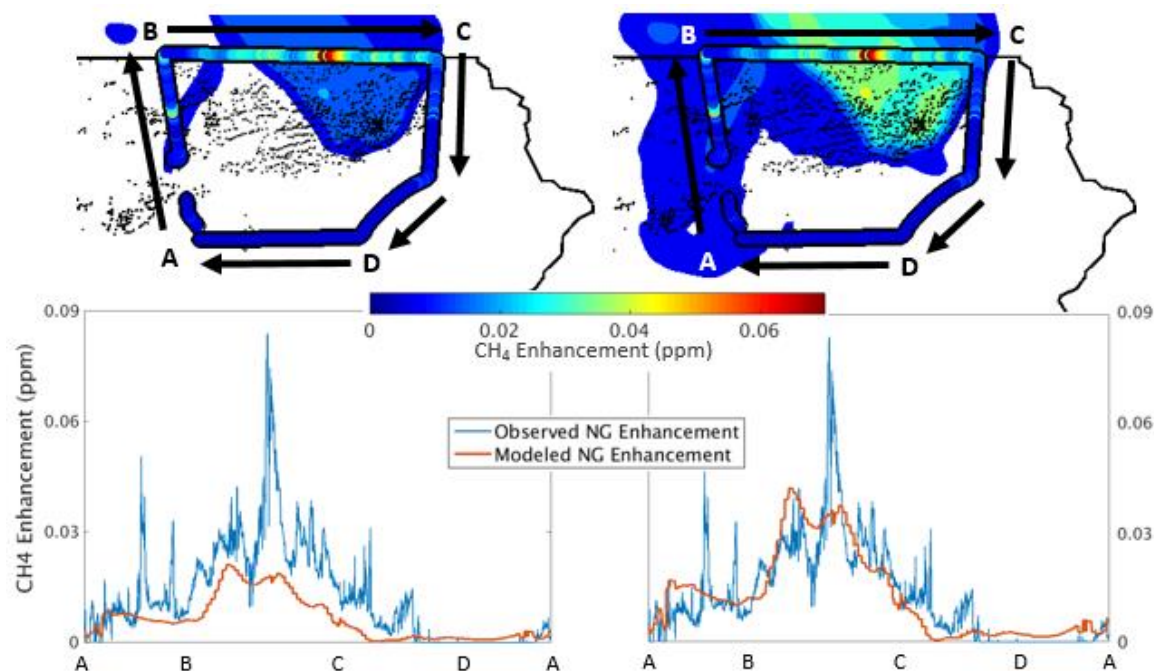 B
C
B
C
A
D
A
D
0
0.02
0.04
0.06
CH₄ Enhancement (ppm)
0.09
0.06
0.03
0
CH4 Enhancement (ppm)
Observed NG Enhancement
Modeled NG Enhancement
0.09
0.06
0.03
0
A
B
C
D
A
A
B
C
D
A